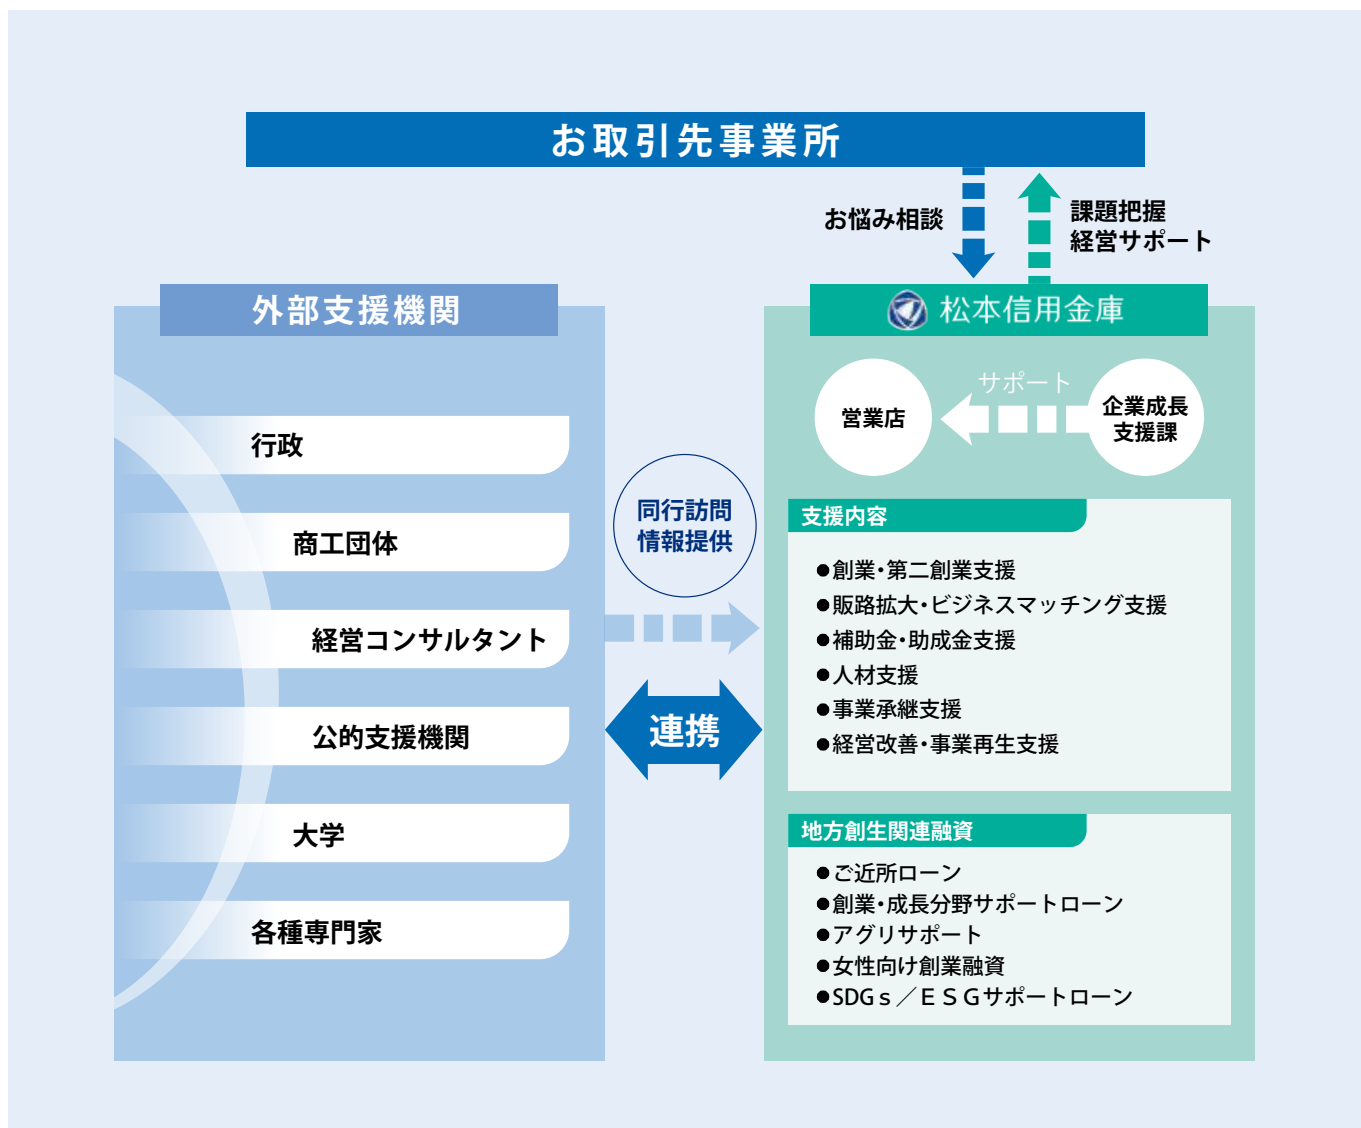 お取引先事業所
お悩み相談
課題把握
経営サポート
外部支援機関
行政
商工団体
経営コンサルタント
公的支援機関
大学
各種専門家
同行訪問
情報提供
連携
松本信用金庫
営業店
サポート
企業成長
支援課
支援内容
●創業・第二創業支援
●販路拡大・ビジネスマッチング支援
●補助金・助成金支援
●人材支援
●事業承継支援
●経営改善・事業再生支援
地方創生関連融資
●ご近所ローン
●創業・成長分野サポートローン
●アグリサポート
●女性向け創業融資
●SDGｓ／ＥＳＧサポートローン